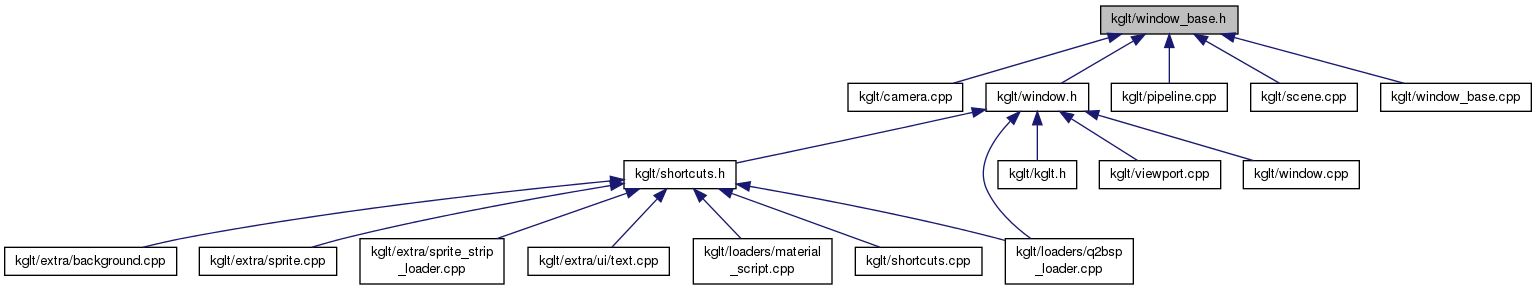 kglt/window_base.h
kglt/camera.cpp
kglt/window.h
kglt/pipeline.cpp
kglt/scene.cpp
kglt/window_base.cpp
kglt/shortcuts.h
kglt/kglt.h
kglt/viewport.cpp
kglt/window.cpp
kglt/extra/background.cpp
kglt/extra/sprite.cpp
kglt/extra/sprite_strip
_loader.cpp
kglt/extra/ui/text.cpp
kglt/loaders/material
_script.cpp
kglt/shortcuts.cpp
kglt/loaders/q2bsp
_loader.cpp